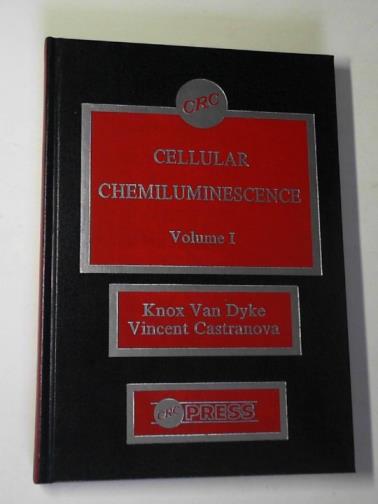 CRC
CELLULAR
CHEMILUMINESCENCE
Volume I
Knox Van Dyke
Vincent Castranova
CRC PRESS